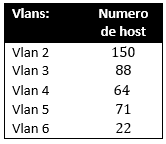 Vlans: Numero
de host
Vlan 2 150
Vlan 3 88
Vlan 4 64
Vlan 5 71
Vlan 6 22